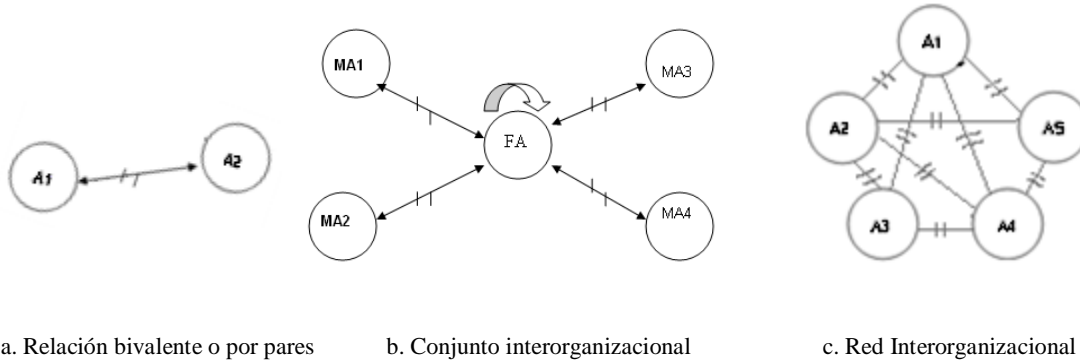 A1
A2
MA1
MA3
FA
MA2
MA4
A1
A2
A5
A3
A4
a. Relación bivalente o por pares
b. Conjunto interorganizacional
c. Red Interorganizacional